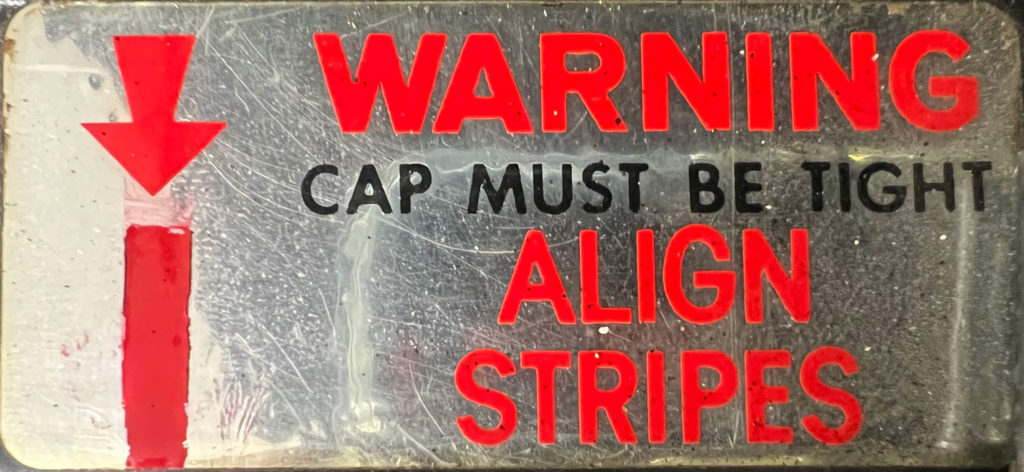 WARNING
CAP MUST BE TIGHT
ALIGN
STRIPES